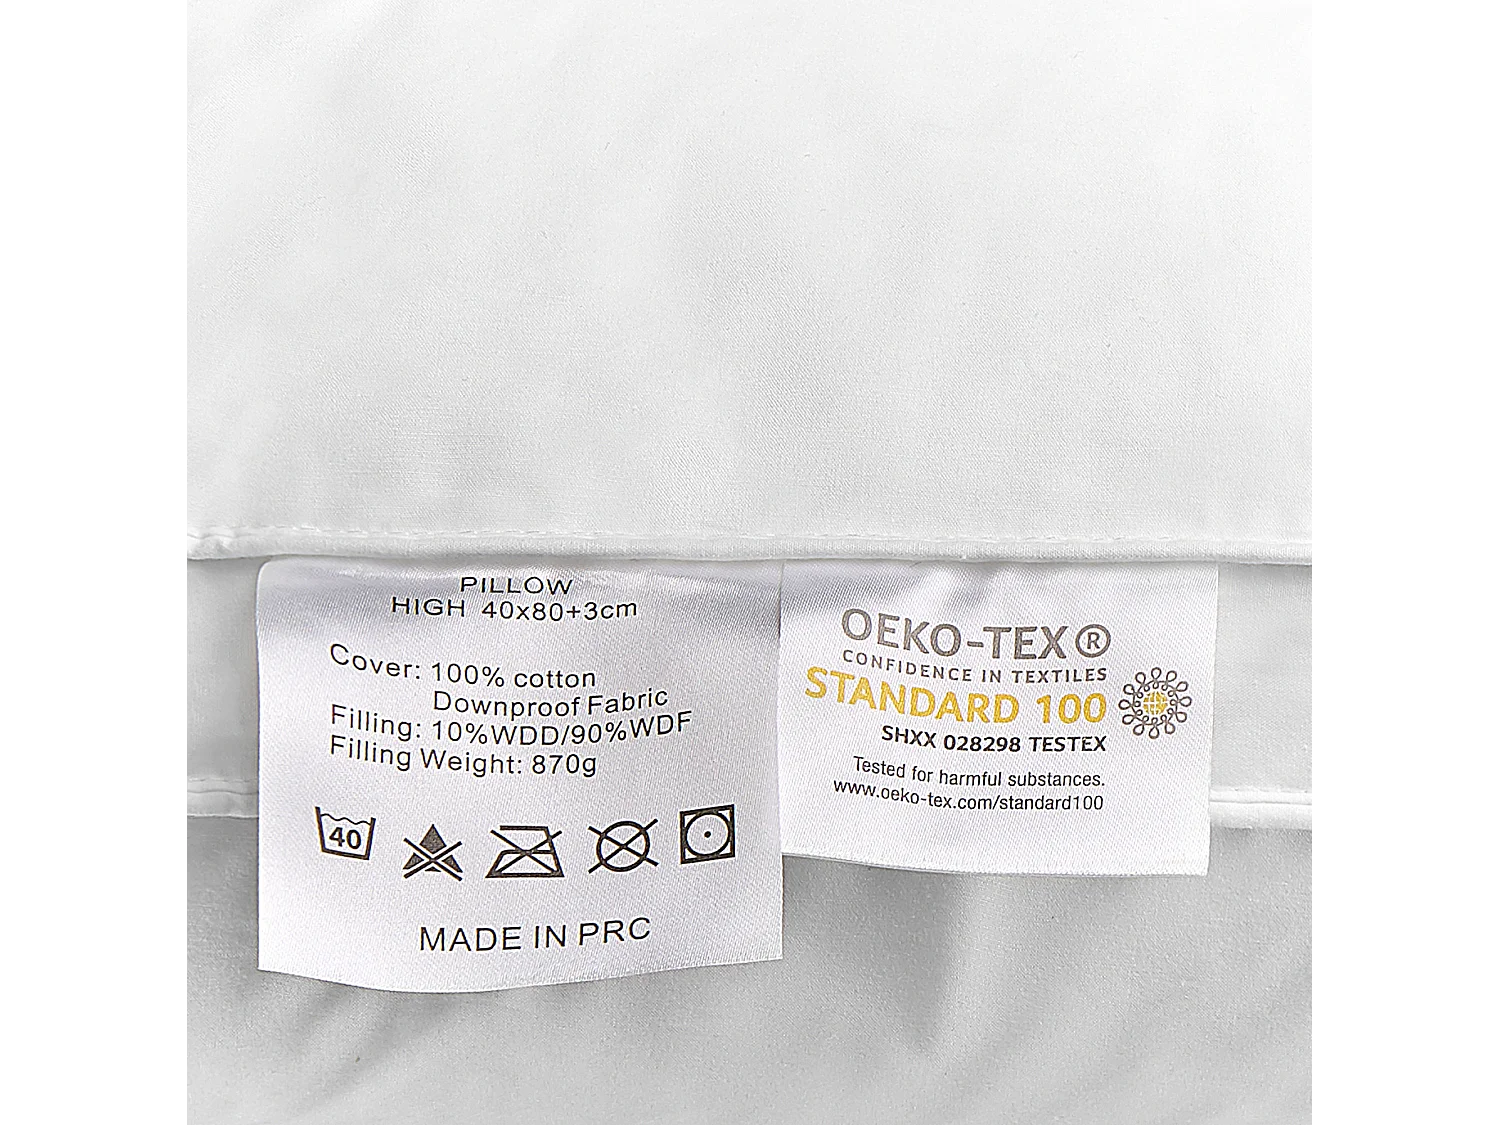 PILLOW
HIGH 40x80+3cm
Cover: 100% cotton
Downproof Fabric
Filling: 10%WDD/90%WDF
Filling Weight: 870g
40
MADE IN PRC
OEKO-TEX®
CONFIDENCE IN TEXTILES
STANDARD 100
SHXX 028298 TESTEX
Tested for harmful substances.
www.oeko-tex.com/standard100